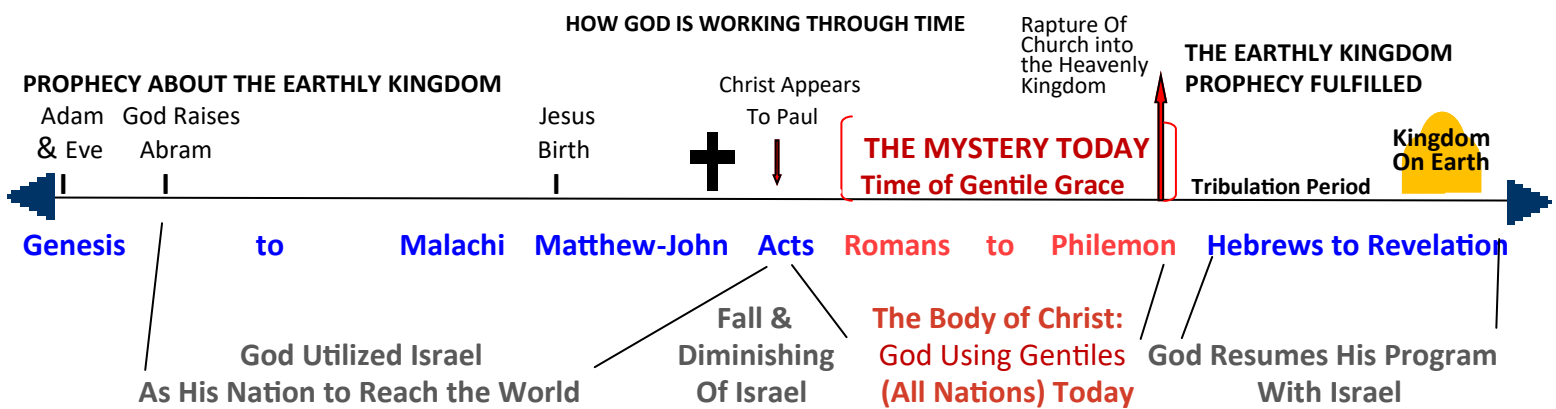 HOW GOD IS WORKING THROUGH TIME
PROPHECY ABOUT THE EARTHLY KINGDOM
Adam
& Eve
God Raises
Abram
Jesus
Birth
Christ Appears
To Paul
Rapture Of
Church into
the Heavenly
Kingdom
THE EARTHLY KINGDOM
PROPHECY FULFILLED
THE MYSTERY TODAY
Time of Gentile Grace
Tribulation Period
Kingdom
On Earth
Genesis to Malachi Matthew-John Acts Romans to Philemon Hebrews to Revelation
God Utilized Israel
As His Nation to Reach the World
Fall &
Diminishing
Of Israel
The Body of Christ:
God Using Gentiles
(All Nations) Today
God Resumes His Program
With Israel